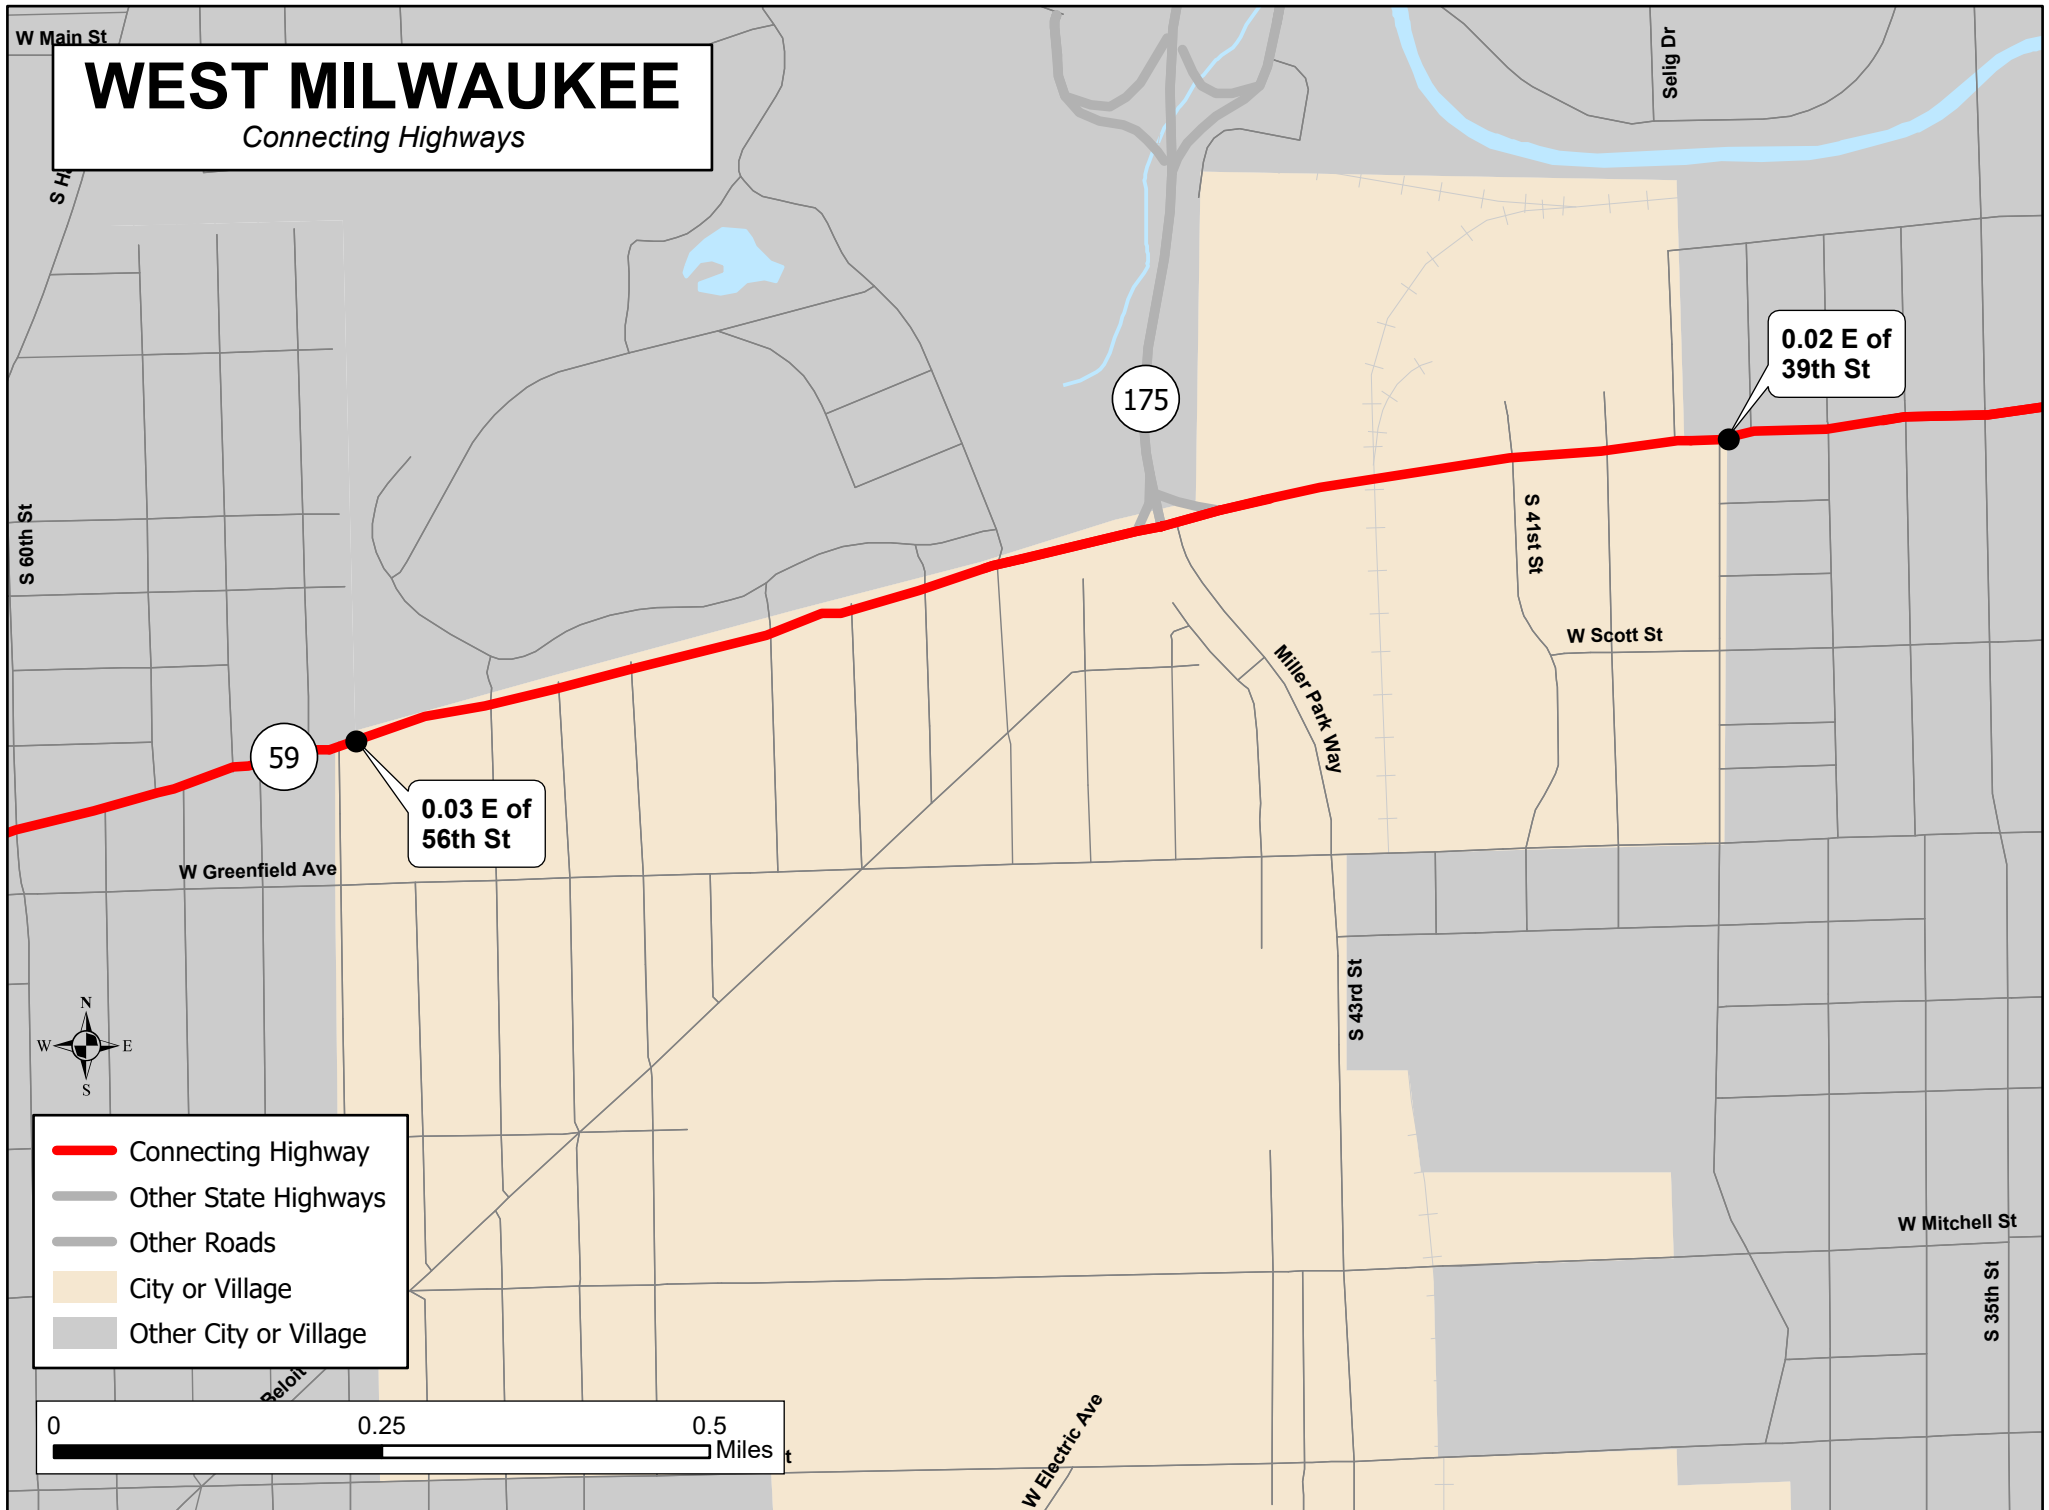 W Main St
WEST MILWAUKEE
Connecting Highways
Selig Dr
S Ha
0.02 E of
39th St
175
S 60th St
S 41st St
W Scott St
Miller Park Way
59
0.03 E of
56th St
W Greenfield Ave
S 43rd St
N
W E
S
Connecting Highway
Other State Highways
Other Roads
City or Village
Other City or Village
W Mitchell St
S 35th St
Beloit
0 0.25 0.5
Miles
t
W Electric Ave